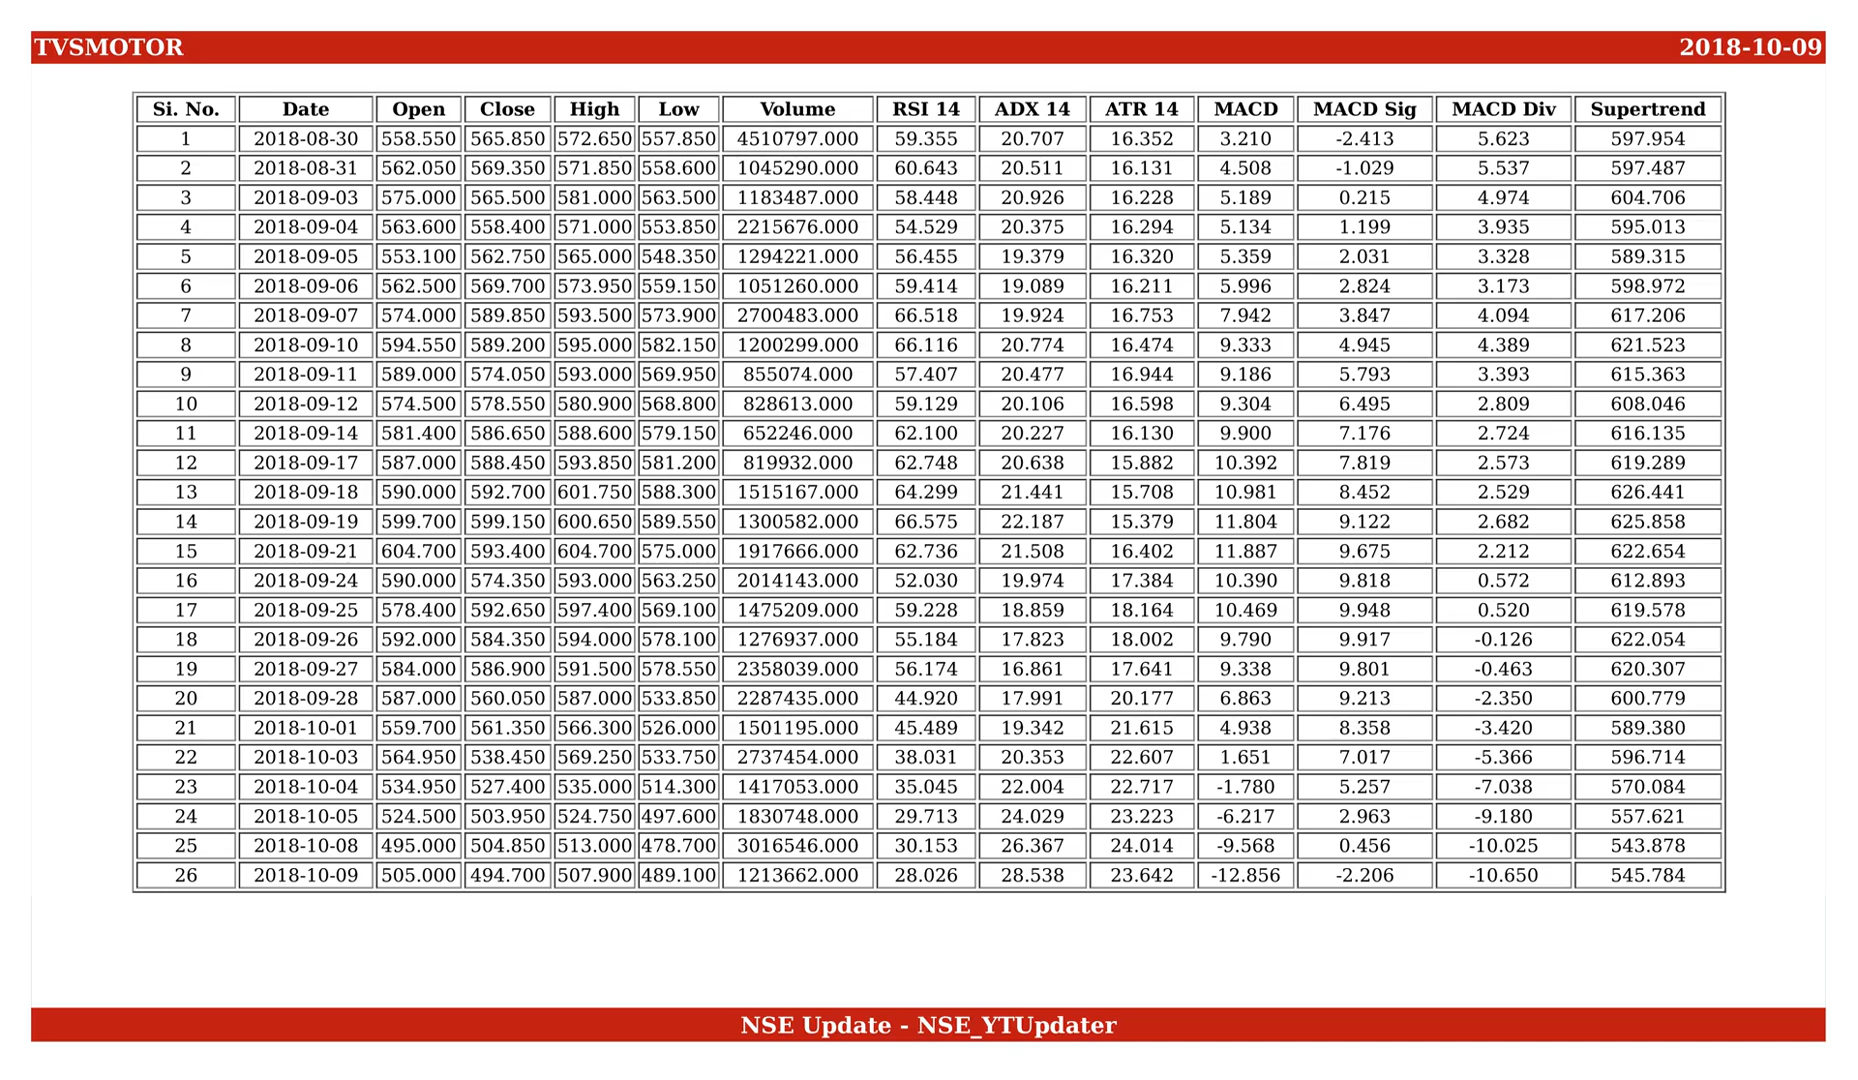 TVSMOTOR 2018-10-09
Si. No. Date Open Close High Low Volume RSI 14 ADX 14 ATR 14 MACD MACD Sig MACD Div Supertrend
1 2018-08-30 558.550 565.850 572.650 557.850 4510797.000 59.355 20.707 16.352 3.210 -2.413 5.623 597.954
2 2018-08-31 562.050 569.350 571.850 558.600 1045290.000 60.643 20.511 16.131 4.508 -1.029 5.537 597.487
3 2018-09-03 575.000 565.500 581.000 563.500 1183487.000 58.448 20.926 16.228 5.189 0.215 4.974 604.706
4 2018-09-04 563.600 558.400 571.000 553.850 2215676.000 54.529 20.375 16.294 5.134 1.199 3.935 595.013
5 2018-09-05 553.100 562.750 565.000 548.350 1294221.000 56.455 19.379 16.320 5.359 2.031 3.328 589.315
6 2018-09-06 562.500 569.700 573.950 559.150 1051260.000 59.414 19.089 16.211 5.996 2.824 3.173 598.972
7 2018-09-07 574.000 589.850 593.500 573.900 2700483.000 66.518 19.924 16.753 7.942 3.847 4.094 617.206
8 2018-09-10 594.550 589.200 595.000 582.150 1200299.000 66.116 20.774 16.474 9.333 4.945 4.389 621.523
9 2018-09-11 589.000 574.050 593.000 569.950 855074.000 57.407 20.477 16.944 9.186 5.793 3.393 615.363
10 2018-09-12 574.500 578.550 580.900 568.800 828613.000 59.129 20.106 16.598 9.304 6.495 2.809 608.046
11 2018-09-14 581.400 586.650 588.600 579.150 652246.000 62.100 20.227 16.130 9.900 7.176 2.724 616.135
12 2018-09-17 587.000 588.450 593.850 581.200 819932.000 62.748 20.638 15.882 10.392 7.819 2.573 619.289
13 2018-09-18 590.000 592.700 601.750 588.300 1515167.000 64.299 21.441 15.708 10.981 8.452 2.529 626.441
14 2018-09-19 599.700 599.150 600.650 589.550 1300582.000 66.575 22.187 15.379 11.804 9.122 2.682 625.858
15 2018-09-21 604.700 593.400 604.700 575.000 1917666.000 62.736 21.508 16.402 11.887 9.675 2.212 622.654
16 2018-09-24 590.000 574.350 593.000 563.250 2014143.000 52.030 19.974 17.384 10.390 9.818 0.572 612.893
17 2018-09-25 578.400 592.650 597.400 569.100 1475209.000 59.228 18.859 18.164 10.469 9.948 0.520 619.578
18 2018-09-26 592.000 584.350 594.000 578.100 1276937.000 55.184 17.823 18.002 9.790 9.917 -0.126 622.054
19 2018-09-27 584.000 586.900 591.500 578.550 2358039.000 56.174 16.861 17.641 9.338 9.801 -0.463 620.307
20 2018-09-28 587.000 560.050 587.000 533.850 2287435.000 44.920 17.991 20.177 6.863 9.213 -2.350 600.779
21 2018-10-01 559.700 561.350 566.300 526.000 1501195.000 45.489 19.342 21.615 4.938 8.358 -3.420 589.380
22 2018-10-03 564.950 538.450 569.250 533.750 2737454.000 38.031 20.353 22.607 1.651 7.017 -5.366 596.714
23 2018-10-04 534.950 527.400 535.000 514.300 1417053.000 35.045 22.004 22.717 -1.780 5.257 -7.038 570.084
24 2018-10-05 524.500 503.950 524.750 497.600 1830748.000 29.713 24.029 23.223 -6.217 2.963 -9.180 557.621
25 2018-10-08 495.000 504.850 513.000 478.700 3016546.000 30.153 26.367 24.014 -9.568 0.456 -10.025 543.878
26 2018-10-09 505.000 494.700 507.900 489.100 1213662.000 28.026 28.538 23.642 -12.856 -2.206 -10.650 545.784
NSE Update - NSE_YTUpdater